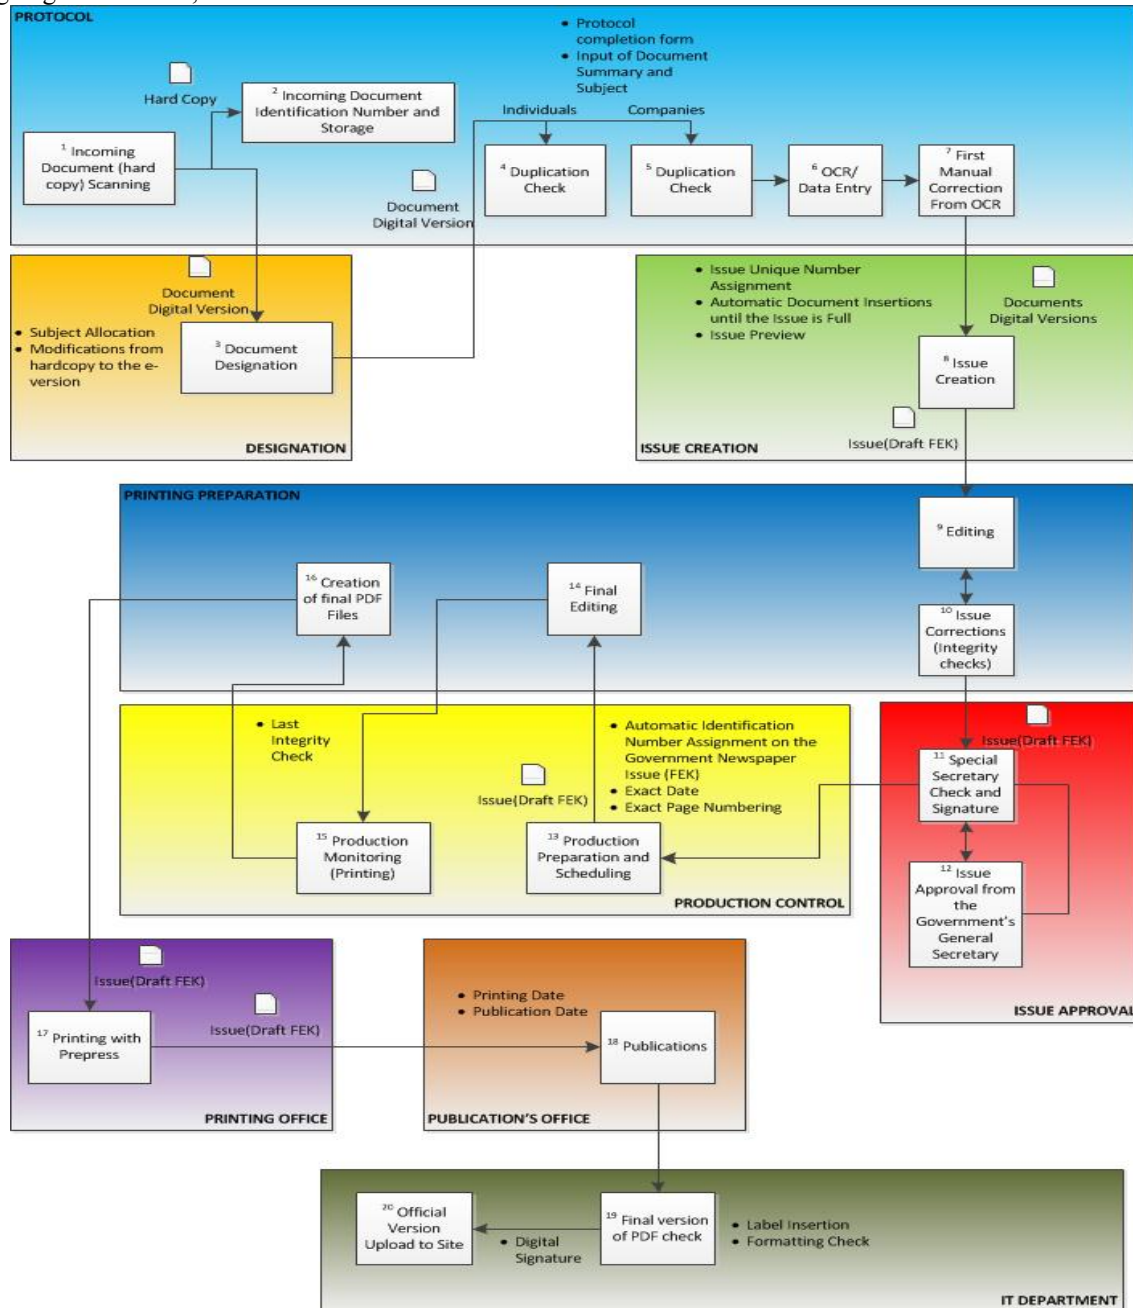 PROTOCOL
• Protocol
completion form
• Input of Document
Summary and
Subject
Hard Copy
2 Incoming Document
Identification Number and
Storage
Individuals
Companies
1 Incoming
Document (hard
copy) Scanning
4 Duplication
Check
5 Duplication
Check
6 OCR/
Data Entry
7 First
Manual
Correction
From OCR
Document
Digital Version
Document
Digital Version
• Subject Allocation
• Modifications from
hardcopy to the e-
version
3 Document
Designation
DESIGNATION
• Issue Unique Number
Assignment
• Automatic Document Insertions
until the Issue is Full
• Issue Preview
Documents
Digital Versions
8 Issue
Creation
Issue(Draft FEK)
ISSUE CREATION
PRINTING PREPARATION
9 Editing
16 Creation
of final PDF
Files
14 Final
Editing
10 Issue
Corrections
(Integrity
checks)
• Last
Integrity
Check
• Automatic Identification
Number Assignment on the
Government Newspaper
Issue (FEK)
• Exact Date
• Exact Page Numbering
Issue(Draft FEK)
15 Production
Monitoring
(Printing)
13 Production
Preparation and
Scheduling
PRODUCTION CONTROL
Issue(Draft FEK)
11 Special
Secretary
Check and
Signature
12 Issue
Approval from
the
Government's
General
Secretary
ISSUE APPROVAL
Issue(Draft FEK)
Issue(Draft FEK)
17 Printing with
Prepress
PRINTING OFFICE
• Printing Date
• Publication Date
18 Publications
PUBLICATION'S OFFICE
20 Official
Version
Upload to Site
• Digital
Signature
19 Final version
of PDF check
• Label Insertion
• Formatting Check
IT DEPARTMENT